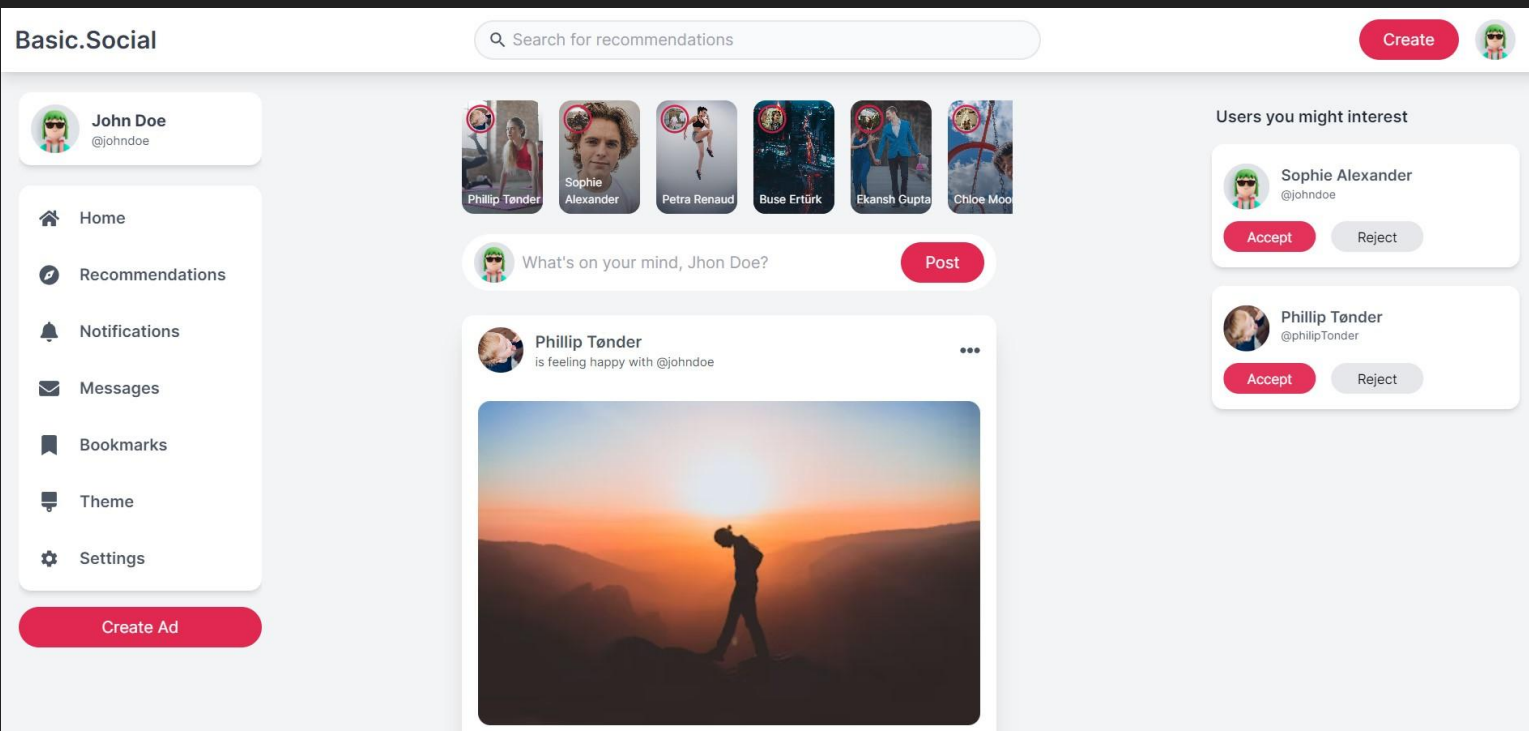 Basic.Social
Search for recommendations
Create
John Doe
@johndoe
Home
Recommendations
Notifications
Messages
Bookmarks
Theme
Settings
Create Ad
Phillip Tønder
Sophie
Alexander
Petra Renaud
Buse Ertürk
Ekansh Gupta
Chloe Moo
What's on your mind, Jhon Doe?
Post
Phillip Tønder
is feeling happy with @johndoe
Users you might interest
Sophie Alexander
@johndoe
Accept
Reject
Phillip Tønder
@philipTonder
Accept
Reject